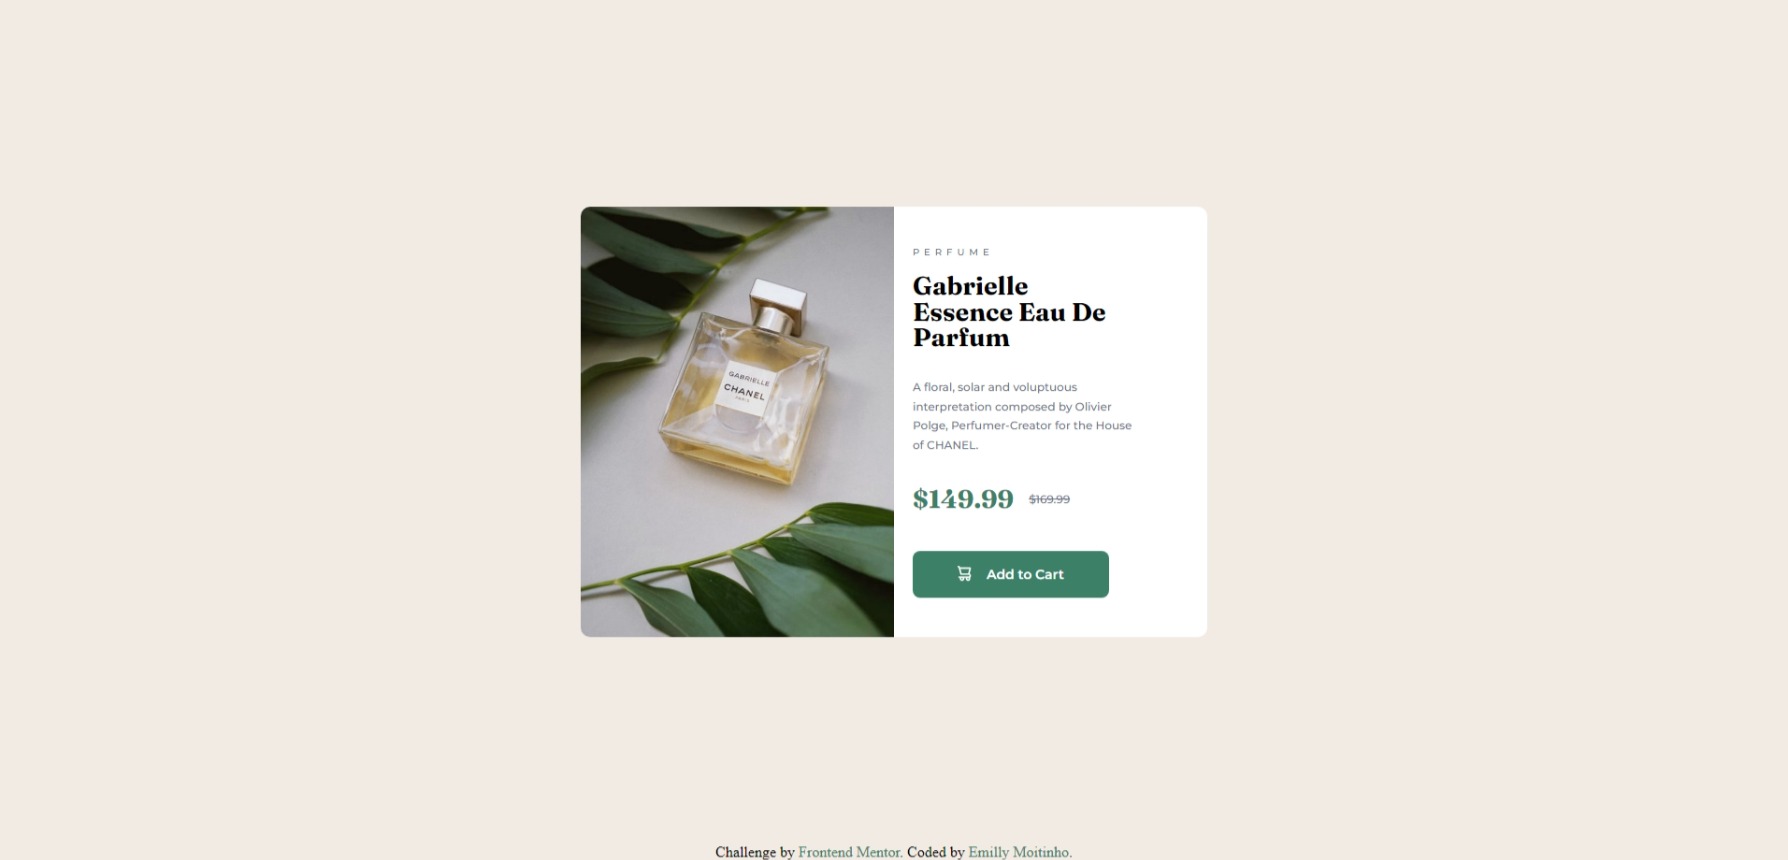 GABRIELLE
CHANEL
PARIS
PERFUME
Gabrielle
Essence Eau De
Parfum
A floral, solar and voluptuous
interpretation composed by Olivier
Polge, Perfumer-Creator for the House
of CHANEL.
$149.99 $169.99
Add to Cart
Challenge by Frontend Mentor. Coded by Emilly Moitinho.